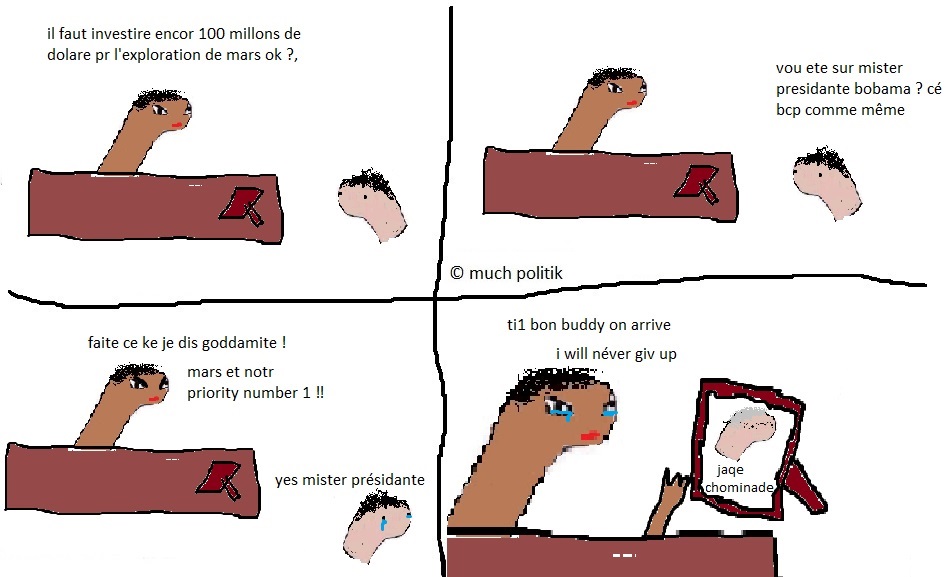 il faut investire encor 100 millons de
dolare pr l'exploration de mars ok ?,
vou ete sur mister
presidante bobama ? cé
bcp comme même
© much politik
faite ce ke je dis goddamite !
mars et notr
priority number 1 !!
yes mister présidante
ti1 bon buddy on arrive
i will néver giv up
jaqe
chominade